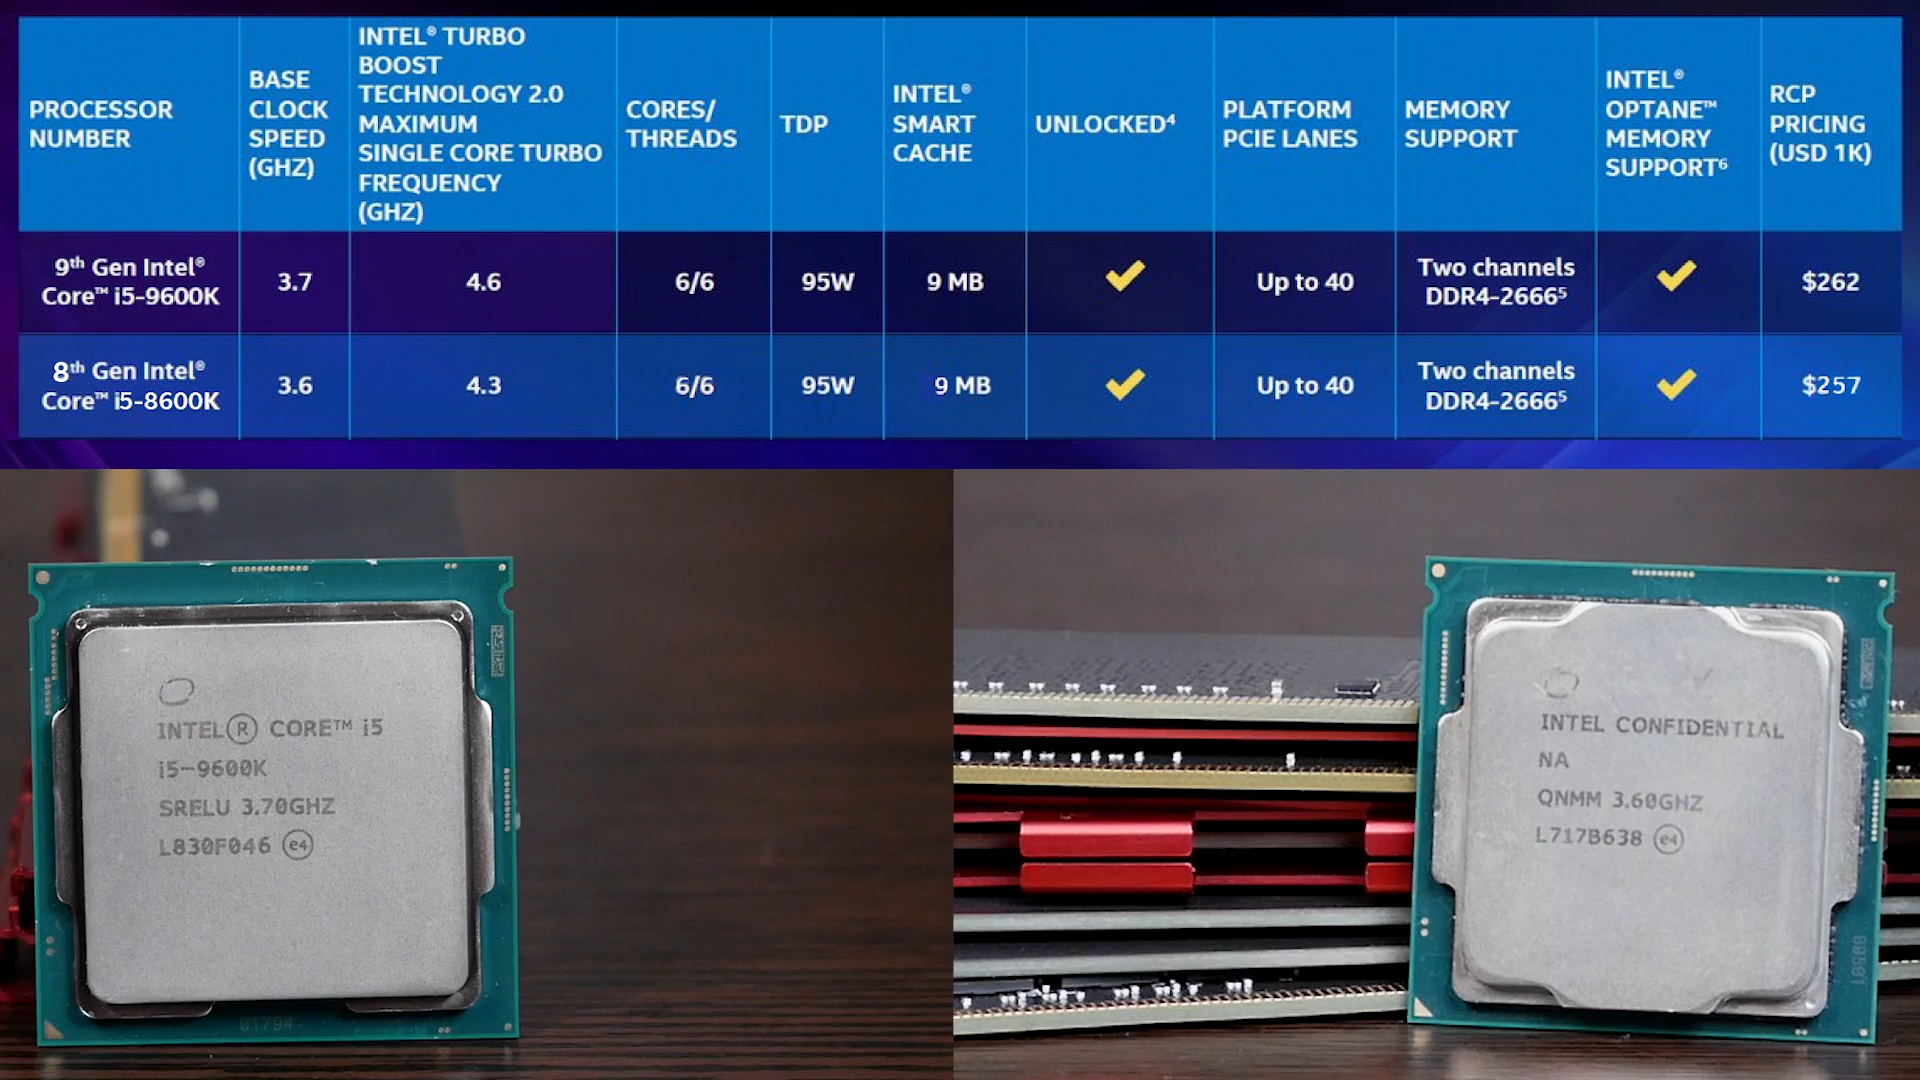 PROCESSOR
NUMBER
BASE
CLOCK
SPEED
(GHZ)
INTEL® TURBO
BOOST
TECHNOLOGY 2.0
MAXIMUM
SINGLE CORE TURBO
FREQUENCY
(GHZ)
CORES/
THREADS
TDP
INTEL®
SMART
CACHE
UNLOCKED⁴
PLATFORM
PCIE LANES
MEMORY
SUPPORT
INTEL®
OPTANE™
MEMORY
SUPPORT⁶
RCP
PRICING
(USD 1K)
9th Gen Intel®
Core™ i5-9600K
3.7
4.6
6/6
95W
9 MB
Up to 40
Two channels
DDR4-2666⁵
$262
8th Gen Intel®
Core™ i5-8600K
3.6
4.3
6/6
95W
9 MB
Up to 40
Two channels
DDR4-2666⁵
$257
INTEL® CORE™ i5
i5-9600K
SRELU 3.70GHZ
L830F046 e4
01794
INTEL CONFIDENTIAL
NA
QNMM 3.60GHZ
L717B638 e4